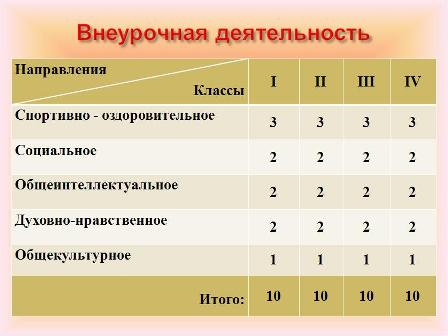 Внеурочная деятельность
Направления
Классы I II III IV
Спортивно - оздоровительное 3 3 3 3
Социальное 2 2 2 2
Общеинтеллектуальное 2 2 2 2
Духовно-нравственное 2 2 2 2
Общекультурное 1 1 1 1
Итого: 10 10 10 10